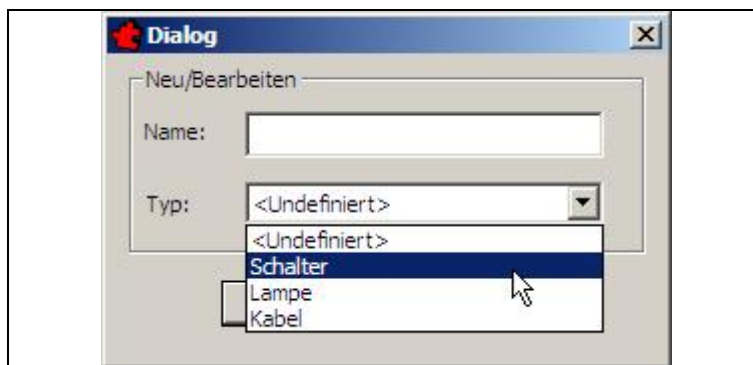 Dialog
Neu/Bearbeiten
Name:
Typ: <Undefiniert>
<Undefiniert>
Schalter
Lampe
Kabel